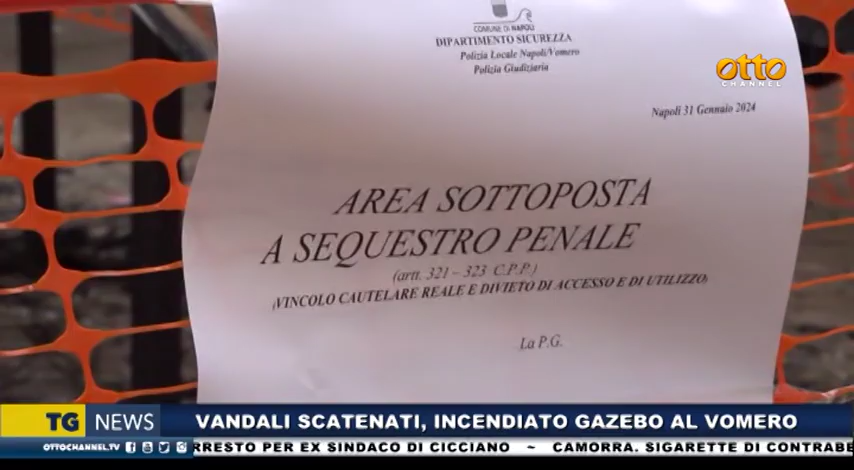 COMUNE DI NAPOLI
DIPARTIMENTO SICUREZZA
Polizia Locale Napoli/Vomero
Polizia Giudiziaria
otto
CHANNEL
Napoli 31 Gennaio 2024
AREA SOTTOPOSTA
A SEQUESTRO PENALE
(artt. 321 – 323 C.P.P.)
(VINCOLO CAUTELARE REALE E DIVIETO DI ACCESSO E DI UTILIZZO)
La P.G.
TG NEWS VANDALI SCATENATI, INCENDIATO GAZEBO AL VOMERO
OTTOCHANNEL.TV RRESTO PER EX SINDACO DI CICCIANO ~ CAMORRA. SIGARETTE DI CONTRABB